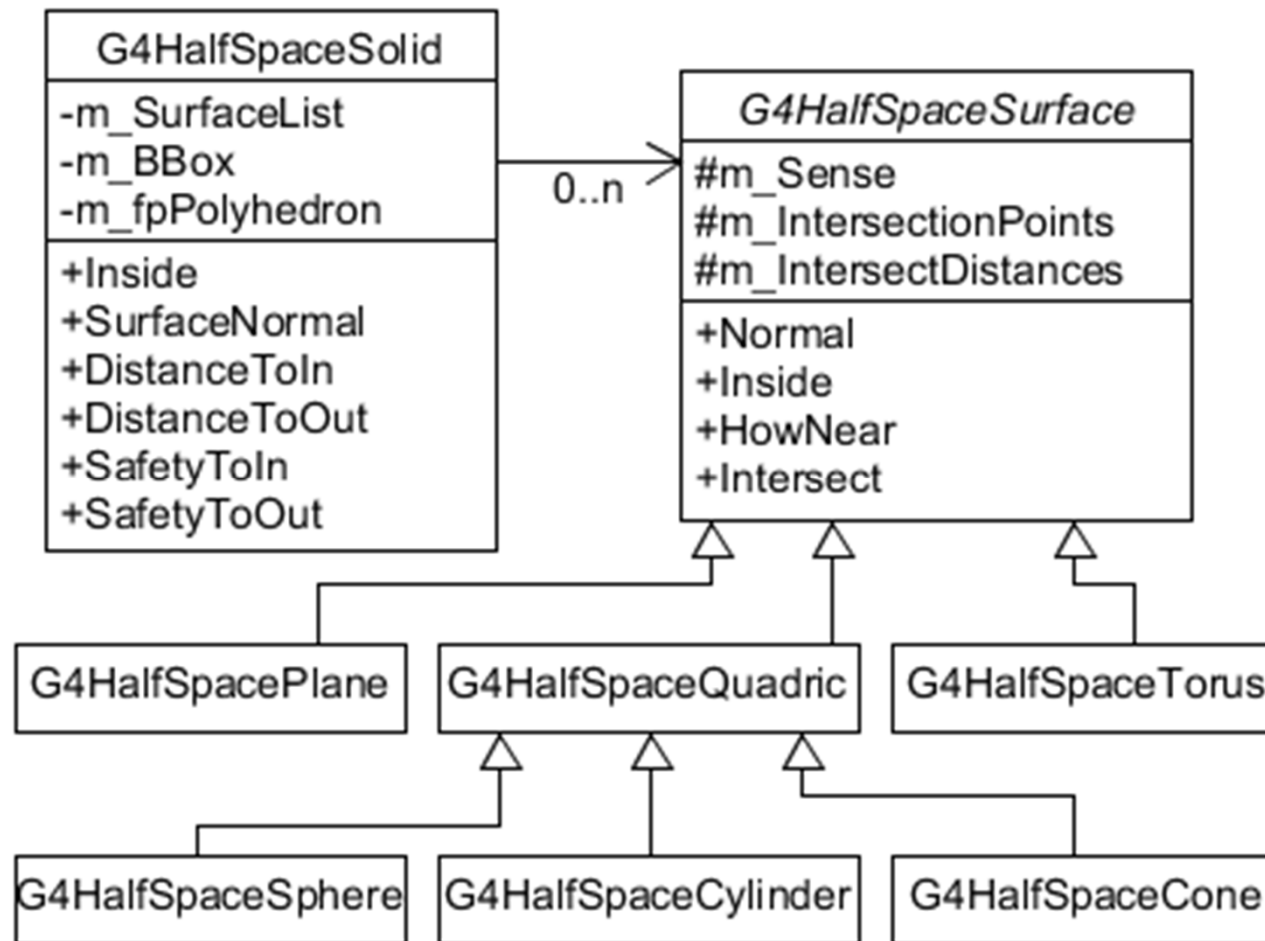 G4HalfSpaceSolid
-m_SurfaceList
-m_BBox
-m_fpPolyhedron
+Inside
+SurfaceNormal
+DistanceToIn
+DistanceToOut
+SafetyToIn
+SafetyToOut
0..n
G4HalfSpaceSurface
#m_Sense
#m_IntersectionPoints
#m_IntersectDistances
+Normal
+Inside
+HowNear
+Intersect
G4HalfSpacePlane
G4HalfSpaceQuadric
G4HalfSpaceTorus
G4HalfSpaceSphere
G4HalfSpaceCylinder
G4HalfSpaceCone